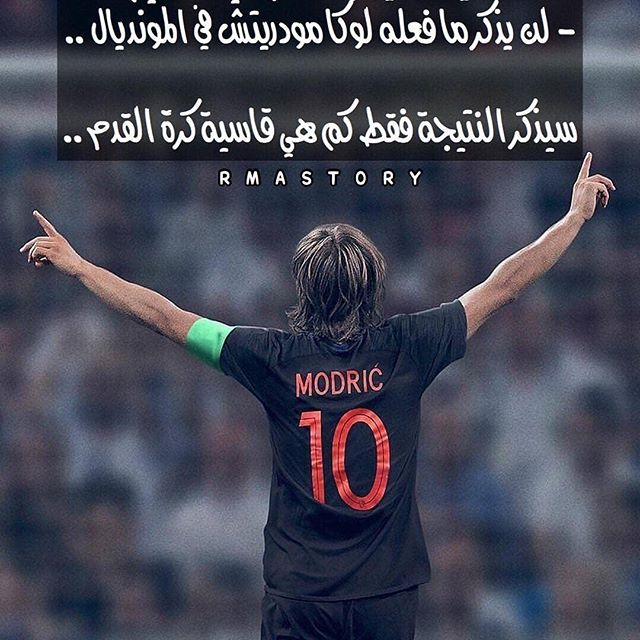 - لن يذكر ما فعله لوكا مودريتش في المونديال ..
سيذكر النتيجة فقط كم هي قاسية كرة القدم ..
RMASTORY
MODRIĆ
10